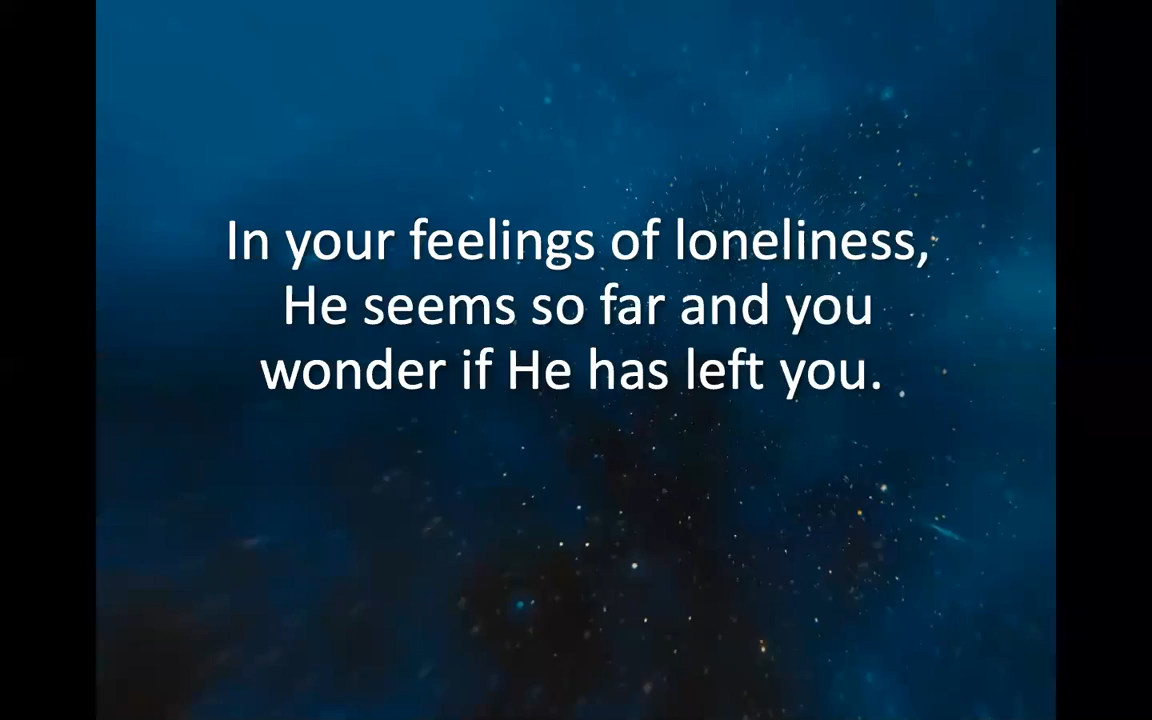 In your feelings of loneliness,
He seems so far and you
wonder if He has left you.